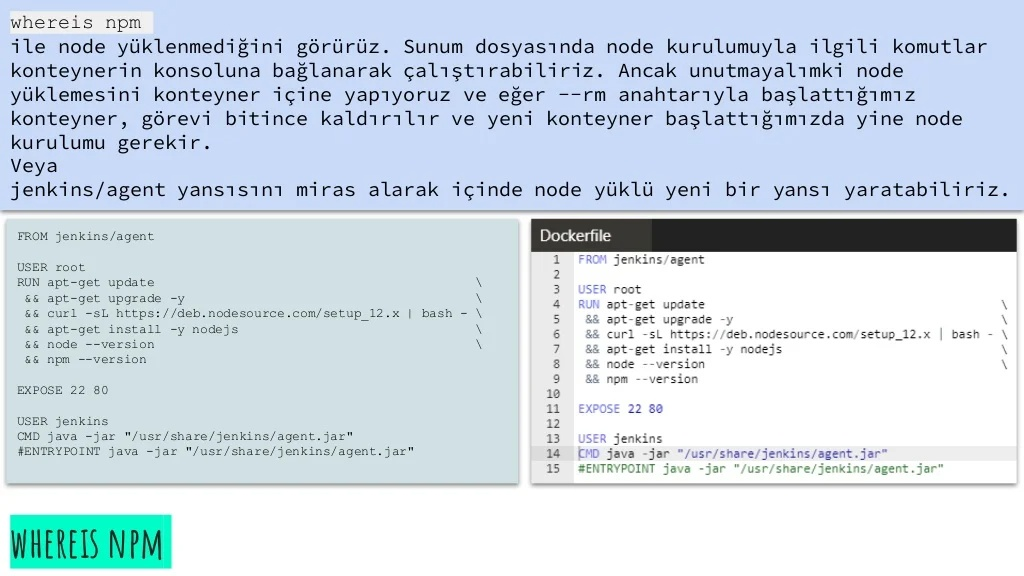 whereis npm
ile node yüklenmediğini görürüz. Sunum dosyasında node kurulumuyla ilgili komutlar
konteynerin konsoluna bağlanarak çalıştırabiliriz. Ancak unutmayalımki node
yüklemesini konteyner içine yapıyoruz ve eğer --rm anahtarıyla başlattığımız
konteyner, görevi bitince kaldırılır ve yeni konteyner başlattığımızda yine node
kurulumu gerekir.
Veya
jenkins/agent yansısını miras alarak içinde node yüklü yeni bir yansı yaratabiliriz.
FROM jenkins/agent
USER root
RUN apt-get update \
&& apt-get upgrade -y \
&& curl -sL https://deb.nodesource.com/setup_12.x | bash - \
&& apt-get install -y nodejs \
&& node --version \
&& npm --version
EXPOSE 22 80
USER jenkins
CMD java -jar "/usr/share/jenkins/agent.jar"
#ENTRYPOINT java -jar "/usr/share/jenkins/agent.jar"
Dockerfile
1 FROM jenkins/agent
2
3 USER root
4 RUN apt-get update \
5 && apt-get upgrade -y \
6 && curl -sL https://deb.nodesource.com/setup_12.x | bash - \
7 && apt-get install -y nodejs \
8 && node --version \
9 && npm --version
10
11 EXPOSE 22 80
12
13 USER jenkins
14 CMD java -jar "/usr/share/jenkins/agent.jar"
15 #ENTRYPOINT java -jar "/usr/share/jenkins/agent.jar"
WHEREIS NPM